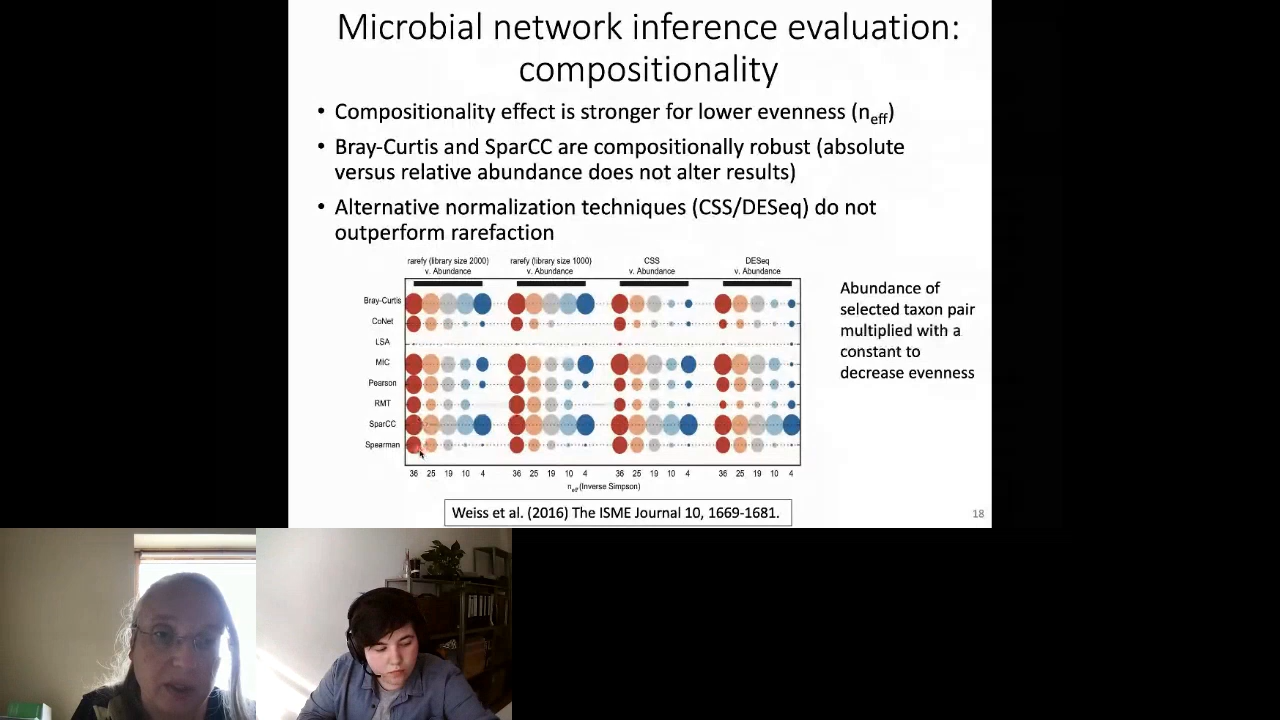 Microbial network inference evaluation:
compositionality
• Compositionality effect is stronger for lower evenness (neff)
• Bray-Curtis and SparCC are compositionally robust (absolute
versus relative abundance does not alter results)
• Alternative normalization techniques (CSS/DESeq) do not
outperform rarefaction
rarefy (library size 2000) rarefy (library size 1000) CSS DESeq
v. Abundance v. Abundance v. Abundance v. Abundance
Bray-Curtis
CoNet
LSA
MIC
Pearson
RMT
SparCC
Spearman
36 25 19 10 4 36 25 19 10 4 36 25 19 10 4 36 25 19 10 4
neff (Inverse Simpson)
Abundance of
selected taxon pair
multiplied with a
constant to
decrease evenness
Weiss et al. (2016) The ISME Journal 10, 1669-1681.
18